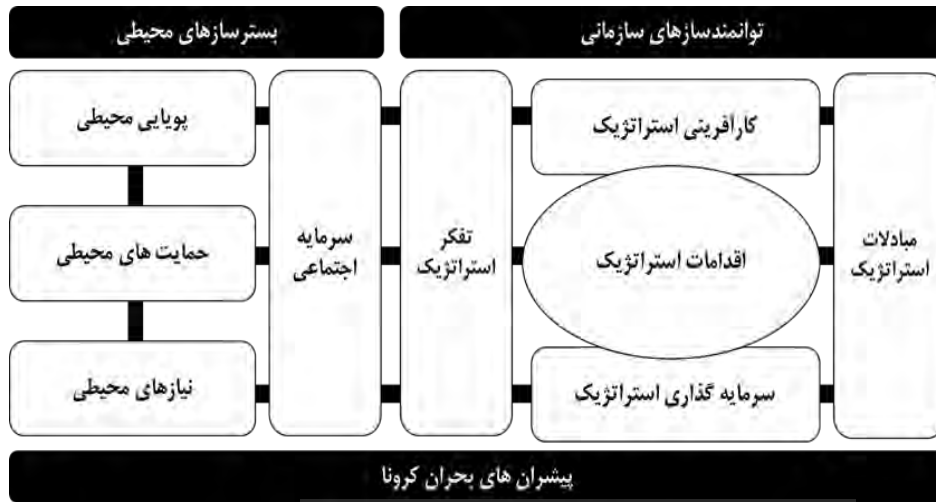 توانمندسازهای سازمانی
بسترسازهای محیطی
مبادلات
استراتژیک
کارآفرینی استراتژیک
اقدامات استراتژیک
سرمایه گذاری استراتژیک
تفکر
استراتژیک
سرمایه
اجتماعی
پویایی محیطی
حمایت های محیطی
نیازهای محیطی
پیشران های بحران کرونا